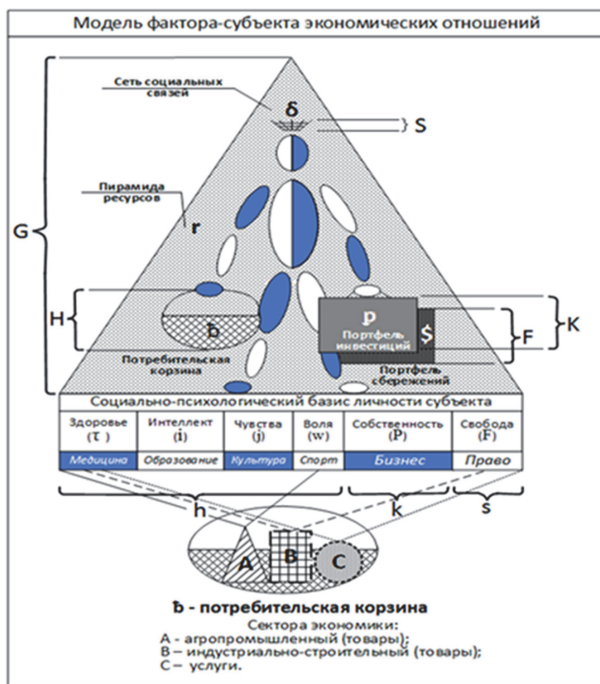 Модель фактора-субъекта экономических отношений
Сеть социальных
связей
δ
S
Пирамида
ресурсов
r
G
H
ъ
p
Портфель
инвестиций
$
F
K
Потребительская
корзина
Портфель
сбережений
Социально-психологический базис личности субъекта
Здоровье
(τ)
Интеллект
(i)
Чувства
(j)
Воля
(w)
Собственность
(P)
Свобода
(F)
Медицина
Образование
Культура
Спорт
Бизнес
Право
h
k
s
A
B
C
ъ - потребительская корзина
Сектора экономики:
А - агропромышленный (товары);
В – индустриально-строительный (товары);
С – услуги.